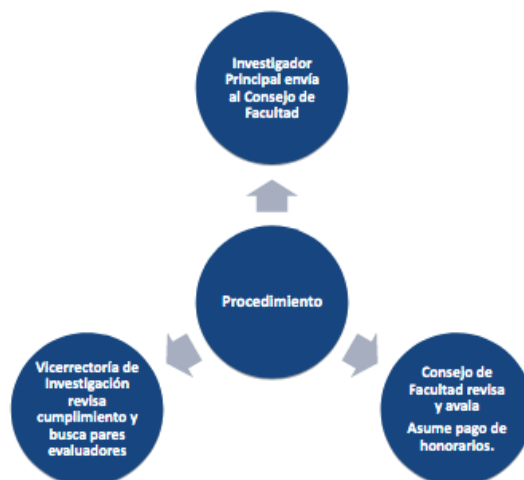 Investigador
Principal envía
al Consejo de
Facultad
Procedimiento
Vicerrectoría de
Investigación
revisa
cumplimiento y
busca pares
evaluadores
Consejo de
Facultad revisa
y avala
Asume pago de
honorarios.